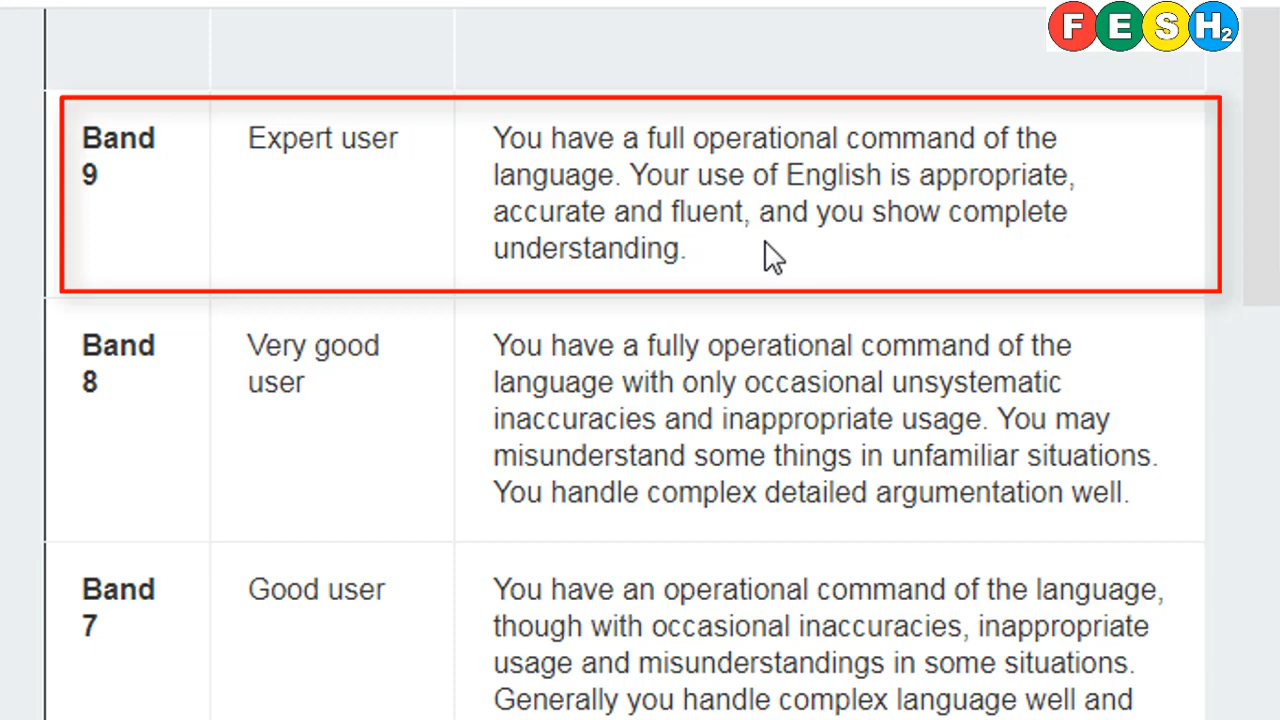 FESH2
Band
9
Expert user
You have a full operational command of the
language. Your use of English is appropriate,
accurate and fluent, and you show complete
understanding.
Band
8
Very good
user
You have a fully operational command of the
language with only occasional unsystematic
inaccuracies and inappropriate usage. You may
misunderstand some things in unfamiliar situations.
You handle complex detailed argumentation well.
Band
7
Good user
You have an operational command of the language,
though with occasional inaccuracies, inappropriate
usage and misunderstandings in some situations.
Generally you handle complex language well and